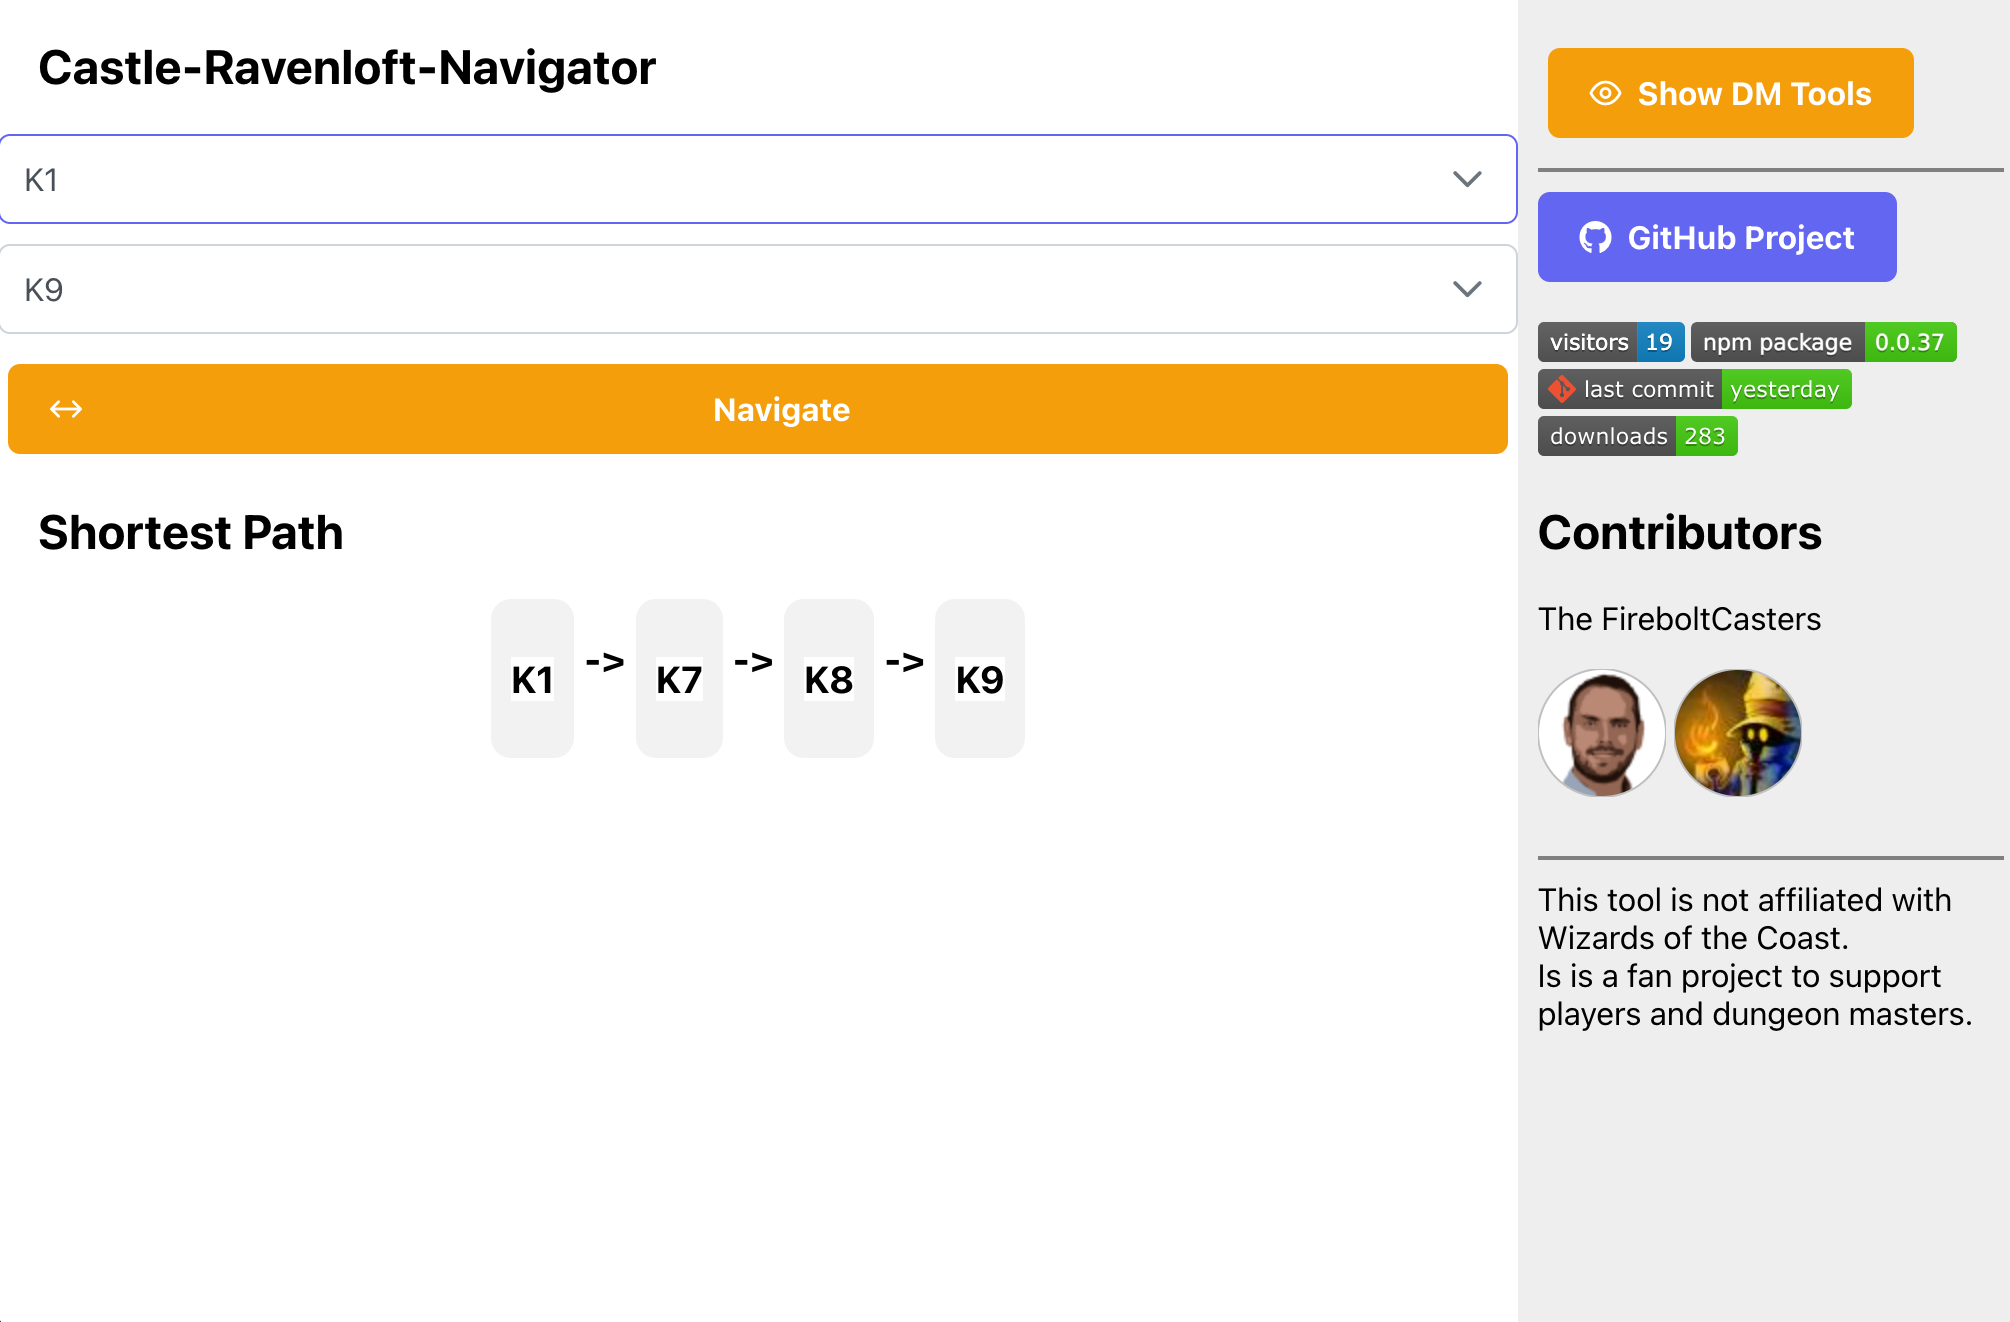 Castle-Ravenloft-Navigator
K1
K9
Navigate
Shortest Path
K1 -> K7 -> K8 -> K9
Show DM Tools
GitHub Project
visitors 19 npm package 0.0.37
last commit yesterday
downloads 283
Contributors
The FireboltCasters
This tool is not affiliated with
Wizards of the Coast.
Is is a fan project to support
players and dungeon masters.